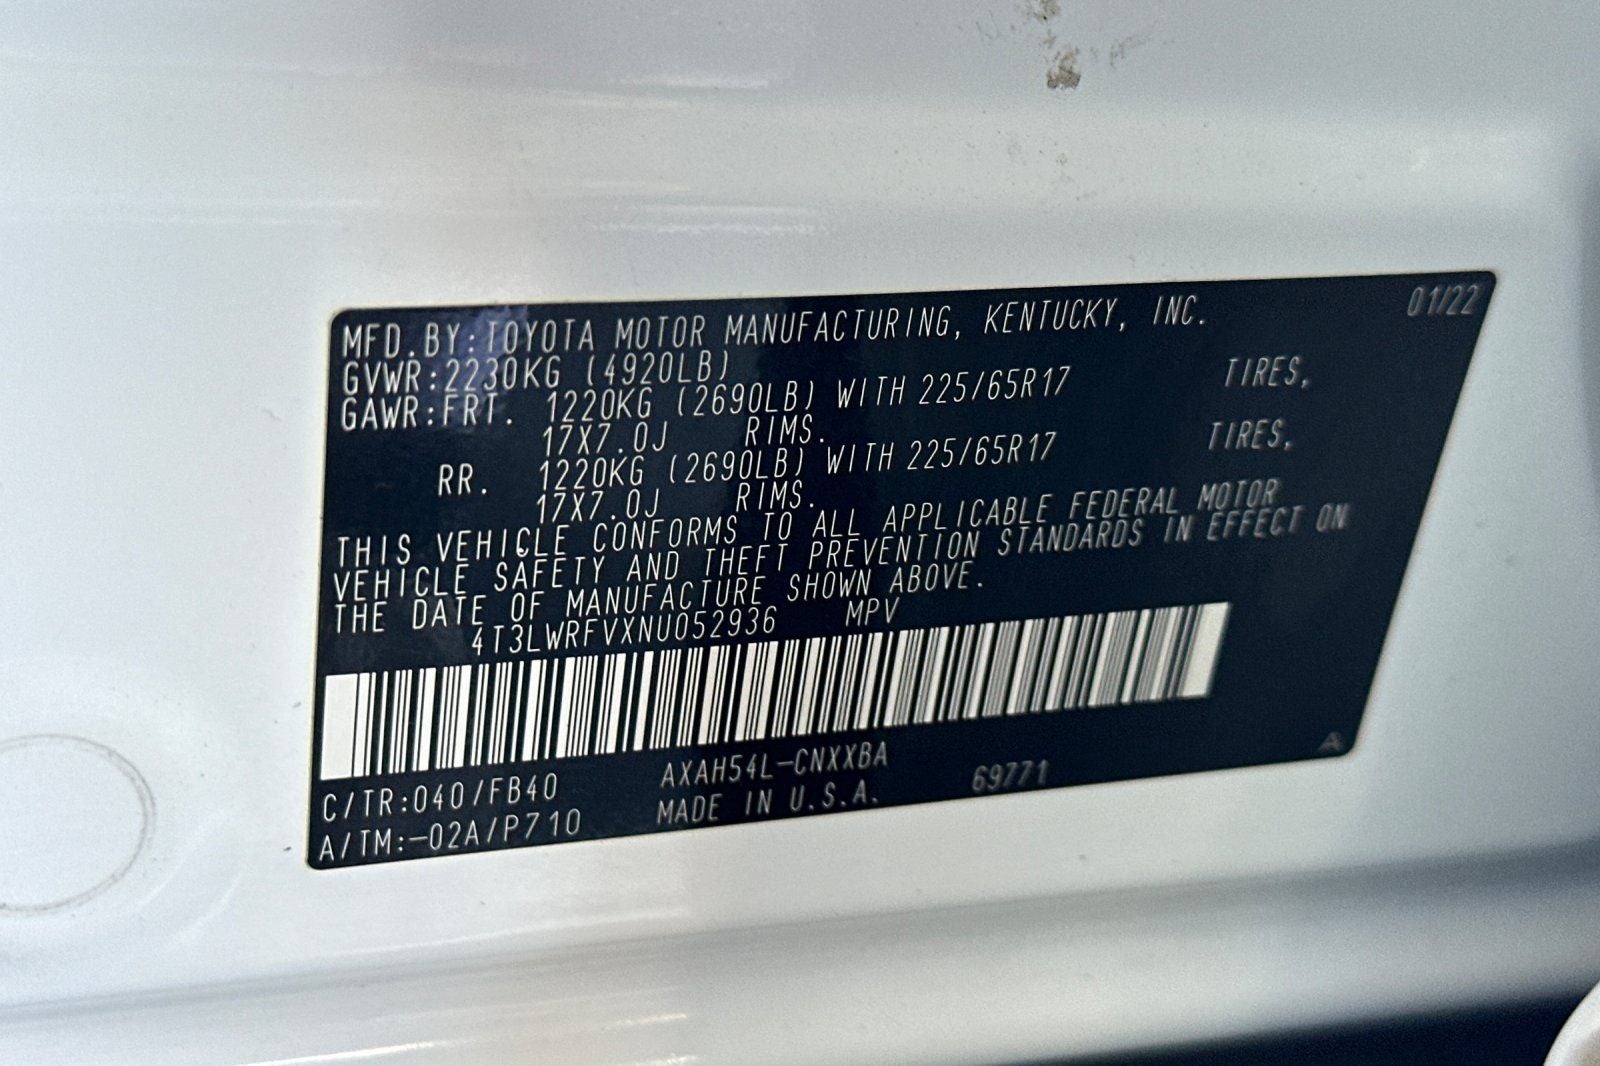 MFD.BY:TOYOTA MOTOR MANUFACTURING, KENTUCKY, INC. 01/22
GVWR:2230KG (4920LB)
GAWR:FRT. 1220KG (2690LB) WITH 225/65R17 TIRES,
17X7.0J RIMS.
RR. 1220KG (2690LB) WITH 225/65R17 TIRES,
17X7.0J RIMS.
THIS VEHICLE CONFORMS TO ALL APPLICABLE FEDERAL MOTOR
VEHICLE SAFETY AND THEFT PREVENTION STANDARDS IN EFFECT ON
THE DATE OF MANUFACTURE SHOWN ABOVE.
4T3LWRFVXNU052936 MPV
C/TR:040/FB40 AXAH54L-CNXXBA
A/TM:-02A/P710 MADE IN U.S.A. 69771
A